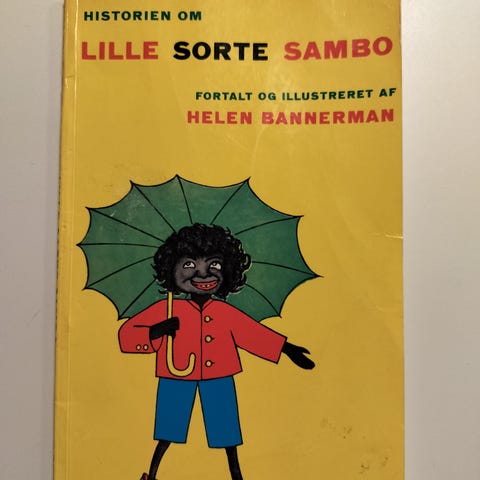 HISTORIEN OM
LILLE SORTE SAMBO
FORTALT OG ILLUSTRERET AF
HELEN BANNERMAN